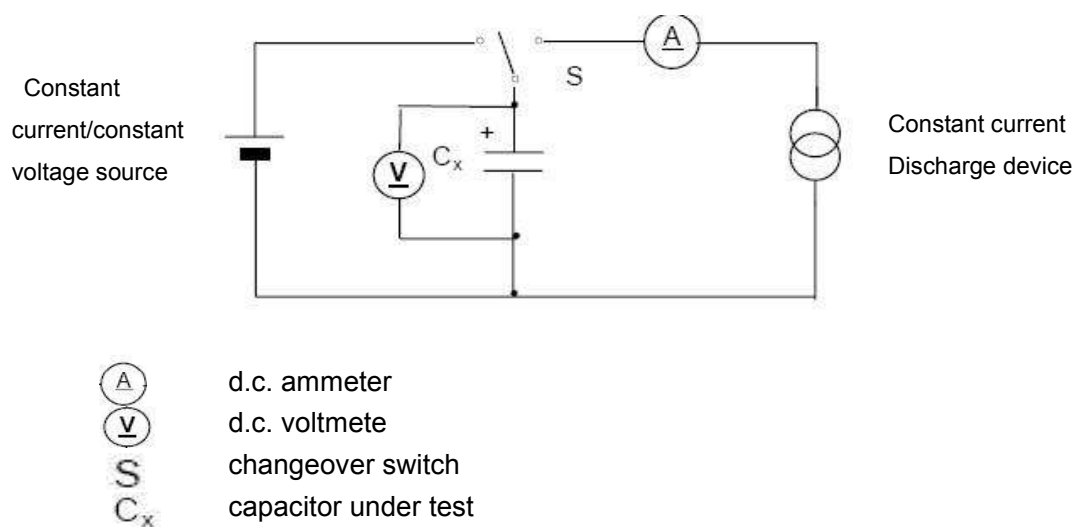 A
S
Constant
current/constant
voltage source
+
Cx
V
Constant current
Discharge device
A d.c. ammeter
V d.c. voltmete
S changeover switch
Cx capacitor under test